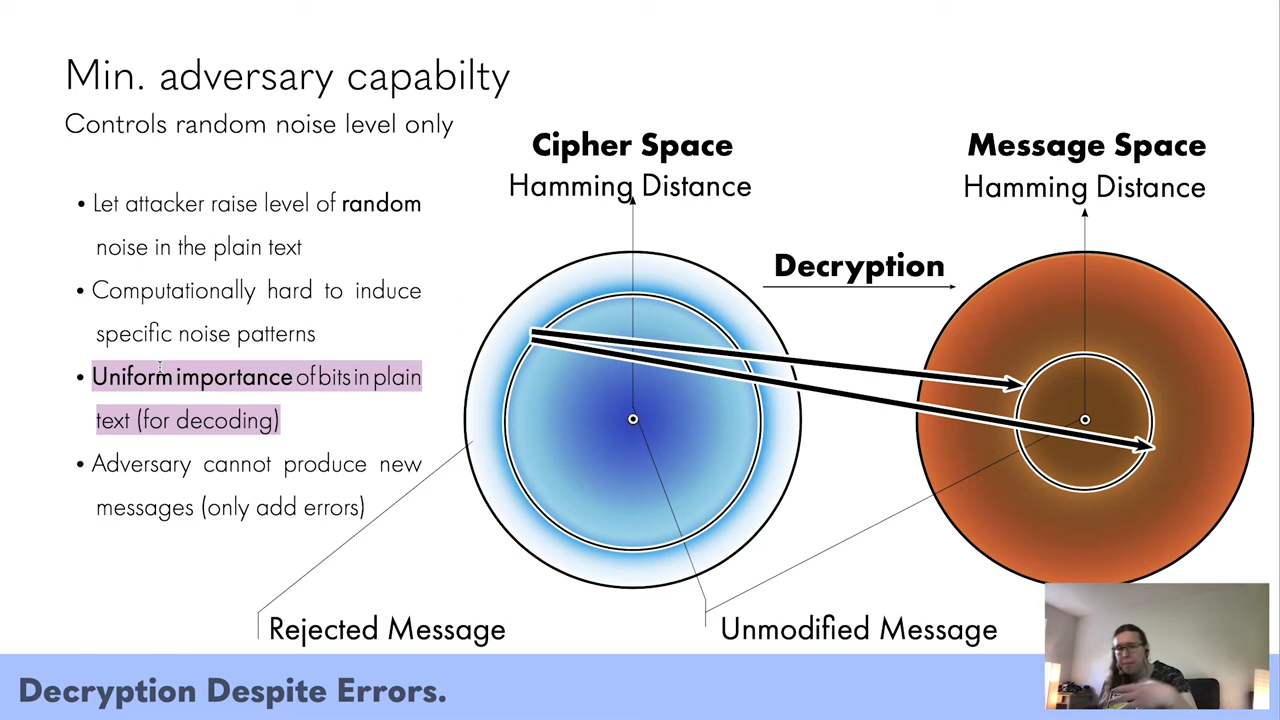 Min. adversary capabilty
Controls random noise level only
• Let attacker raise level of random
noise in the plain text
• Computationally hard to induce
specific noise patterns
• Uniform importance of bits in plain
text (for decoding)
• Adversary cannot produce new
messages (only add errors)
Cipher Space
Hamming Distance
Decryption
Message Space
Hamming Distance
Rejected Message
Unmodified Message
Decryption Despite Errors.